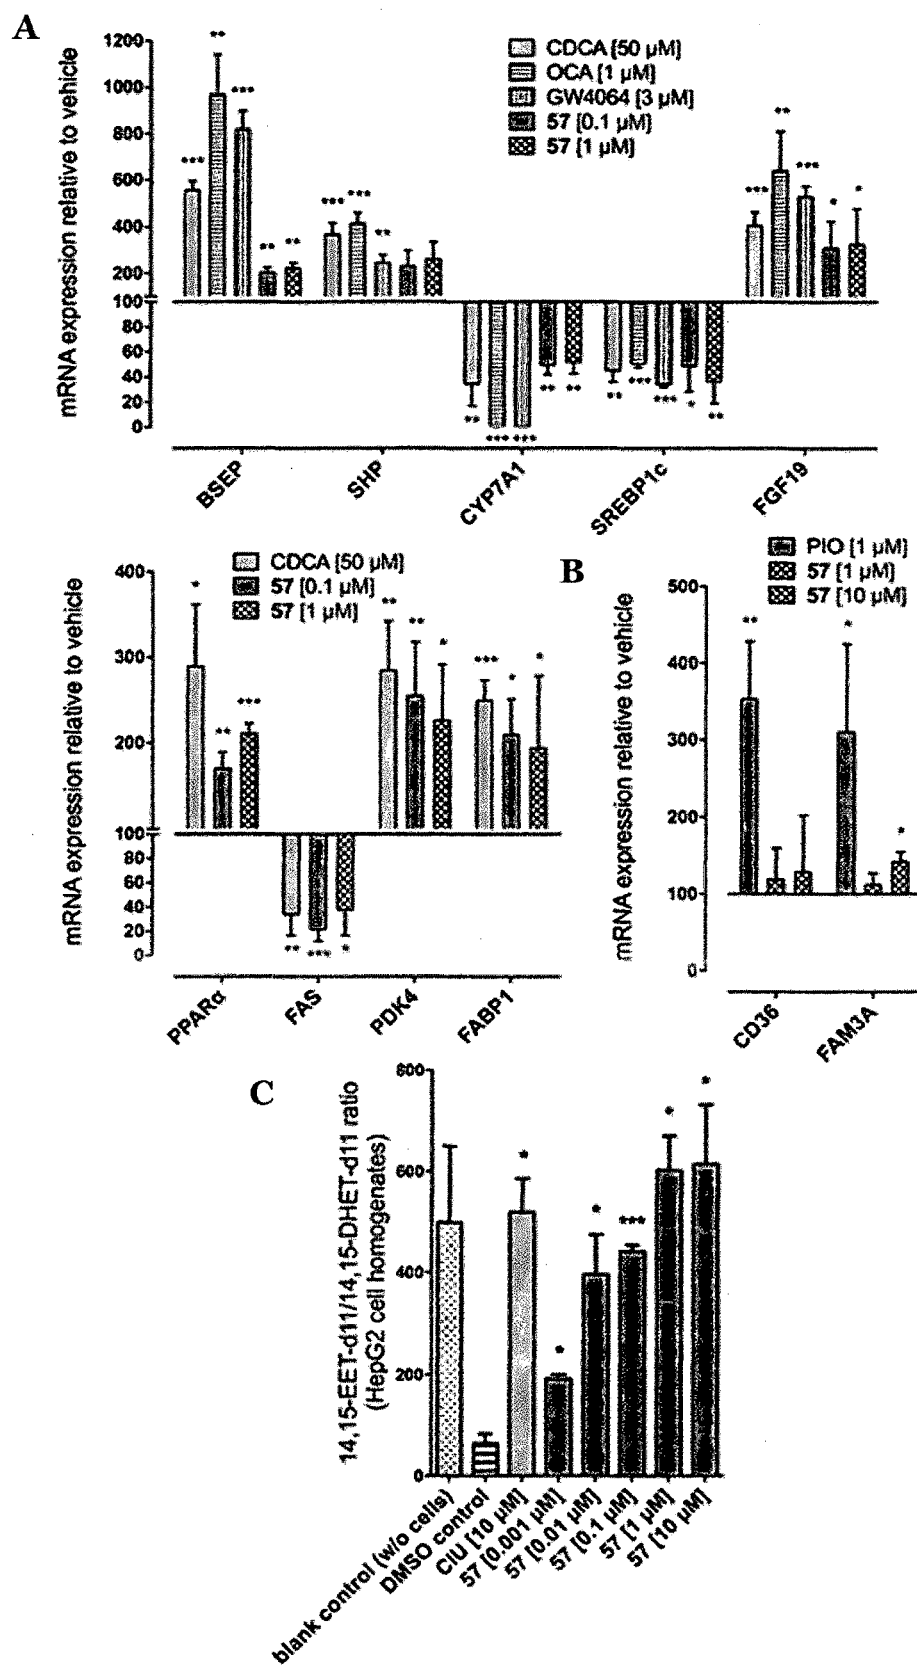 A
mRNA expression relative to vehicle
1200
1000
800
600
400
200
100
80
60
40
20
0
CDCA [50 µM]
OCA [1 µM]
GW4064 [3 µM]
57 [0.1 µM]
57 [1 µM]
***
**
***
**
**
***
***
**
**
***
***
**
**
**
***
***
*
**
***
**
***
*
*
BSEP
SHP
CYP7A1
SREBP1c
FGF19
mRNA expression relative to vehicle
400
300
200
100
80
60
40
20
0
CDCA [50 µM]
57 [0.1 µM]
57 [1 µM]
*
**
***
**
***
*
**
**
*
***
*
*
PPARα
FAS
PDK4
FABP1
B
mRNA expression relative to vehicle
500
400
300
200
100
0
PIO [1 µM]
57 [1 µM]
57 [10 µM]
**
*
*
CD36
FAM3A
C
14,15-EET-d11/14,15-DHET-d11 ratio
(HepG2 cell homogenates)
800
600
400
200
0
*
*
*
***
*
*
blank control (w/o cells)
DMSO control
CIU [10 µM]
57 [0.001 µM]
57 [0.01 µM]
57 [0.1 µM]
57 [1 µM]
57 [10 µM]